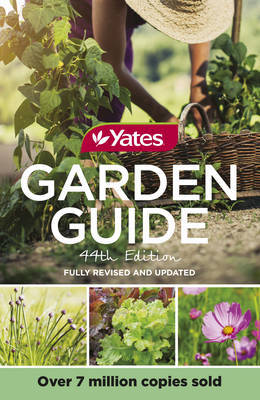 Yates
GARDEN
GUIDE
44th Edition
FULLY REVISED AND UPDATED
Over 7 million copies sold